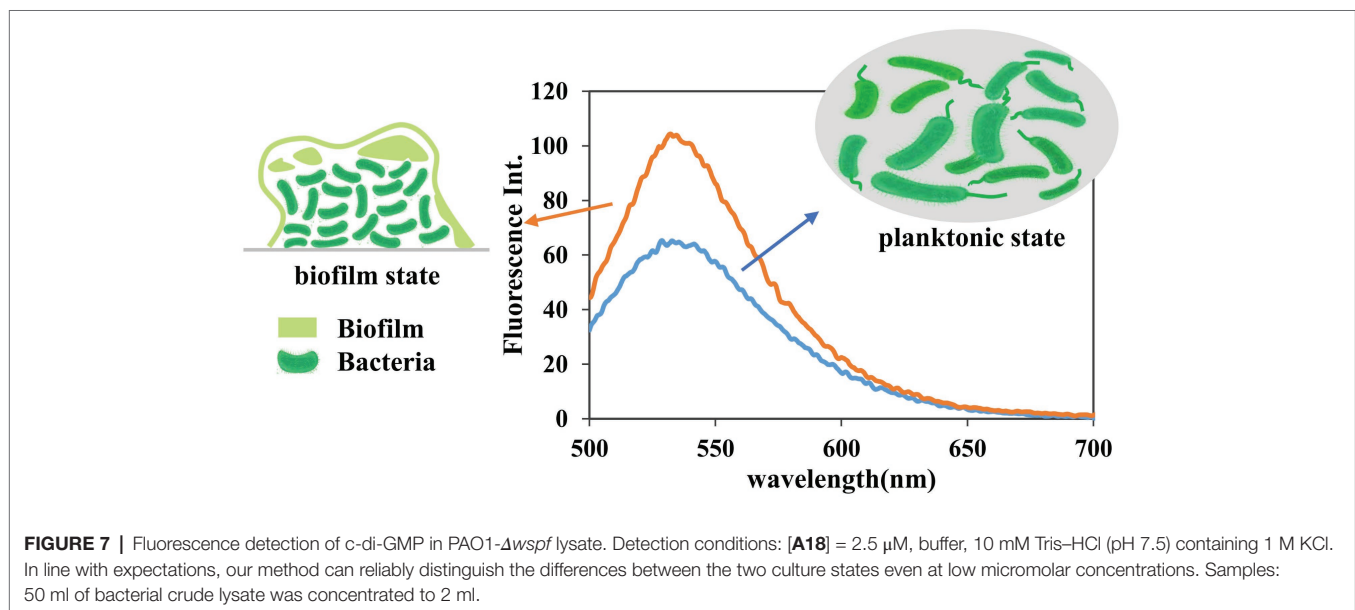 120
100
80
60
40
20
0
Fluorescence Int.
500
550
600
650
700
wavelength(nm)
biofilm state
Biofilm
Bacteria
planktonic state
FIGURE 7 | Fluorescence detection of c-di-GMP in PAO1-Δwspf lysate. Detection conditions: [A18] = 2.5 μM, buffer, 10 mM Tris–HCl (pH 7.5) containing 1 M KCl.
In line with expectations, our method can reliably distinguish the differences between the two culture states even at low micromolar concentrations. Samples:
50 ml of bacterial crude lysate was concentrated to 2 ml.